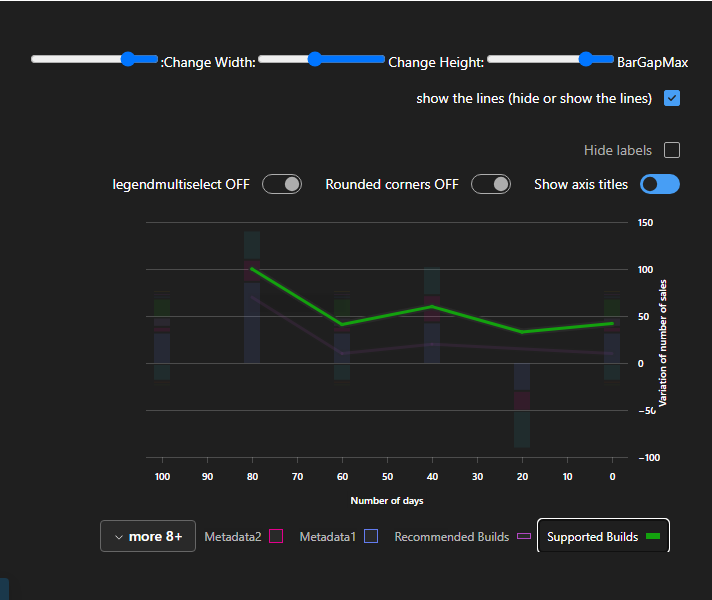 :Change Width: Change Height: BarGapMax
show the lines (hide or show the lines)
Hide labels
legendmultiselect OFF Rounded corners OFF Show axis titles
150
100
50
0
−50
−100
Variation of number of sales
100 90 80 70 60 50 40 30 20 10 0
Number of days
more 8+ Metadata2 Metadata1 Recommended Builds Supported Builds